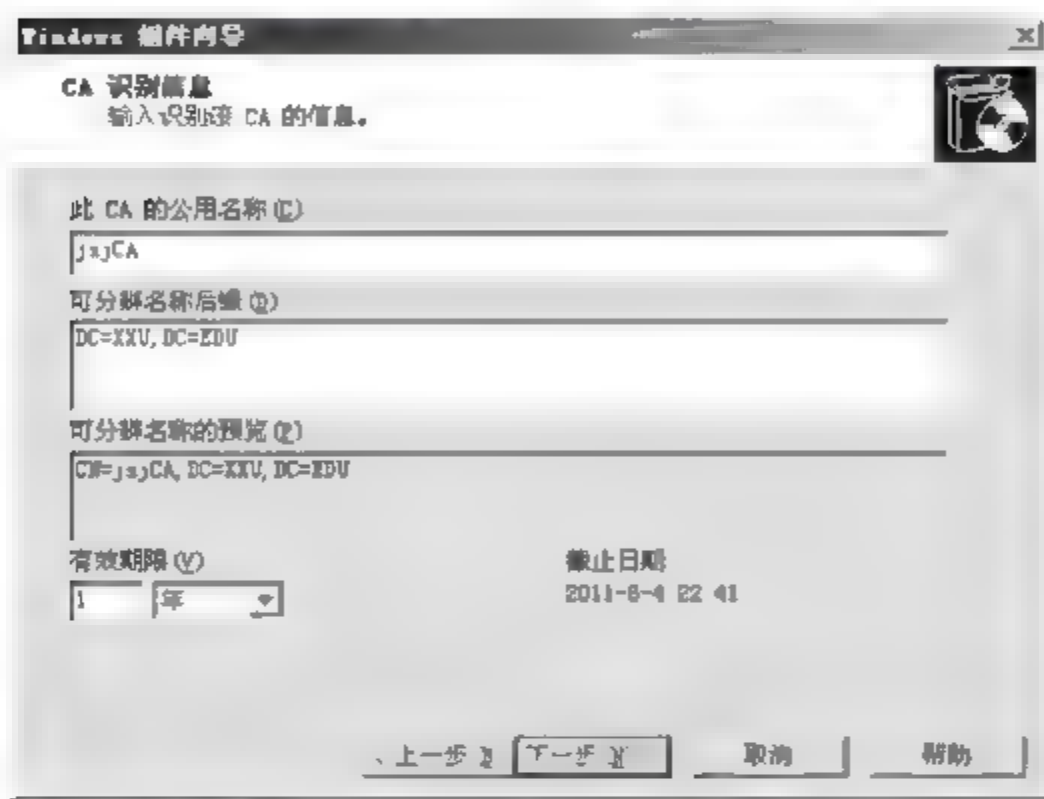 Windows 组件向导
CA 识别信息
输入识别该 CA 的信息。
此 CA 的公用名称(C)
jsjCA
可分辨名称后缀(D)
DC=XXU,DC=EDU
可分辨名称的预览(P)
CN=jsjCA,DC=XXU,DC=EDU
有效期限(V)
截止日期
1 年
2011-6-4 22 41
上一步 下一步 取消 帮助